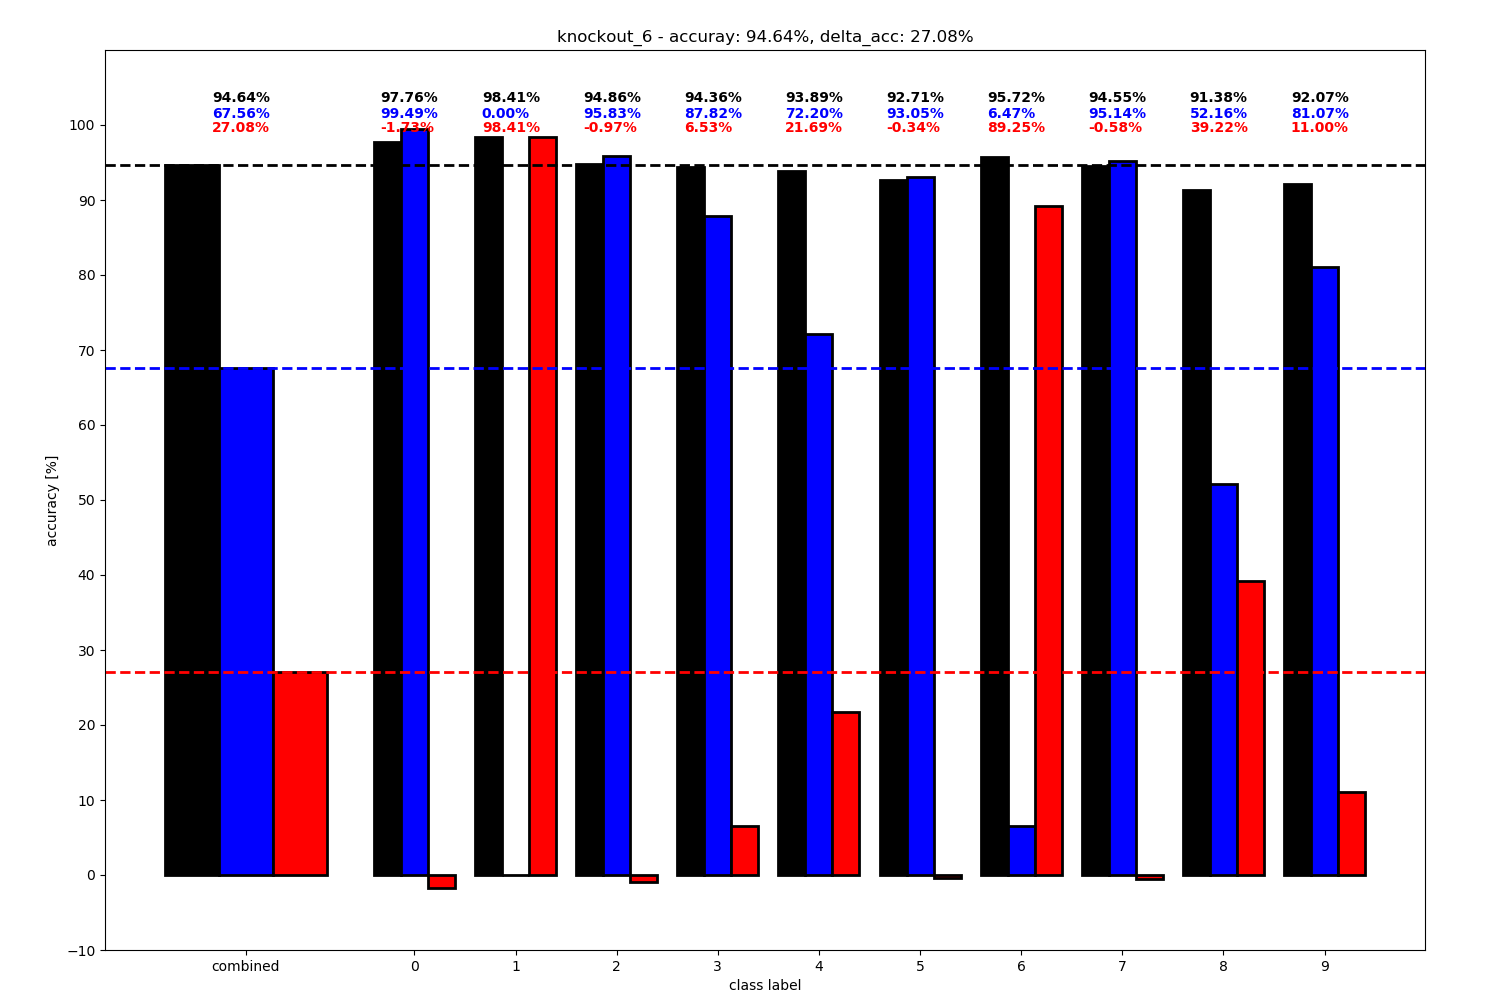 knockout_6 - accuray: 94.64%, delta_acc: 27.08%
94.64% 97.76% 98.41% 94.86% 94.36% 93.89% 92.71% 95.72% 94.55% 91.38% 92.07%
67.56% 99.49% 0.00% 95.83% 87.82% 72.20% 93.05% 6.47% 95.14% 52.16% 81.07%
27.08% -1.73% 98.41% -0.97% 6.53% 21.69% -0.34% 89.25% -0.58% 39.22% 11.00%
100
90
80
70
60
50
40
30
20
10
0
−10
accuracy [%]
combined 0 1 2 3 4 5 6 7 8 9
class label